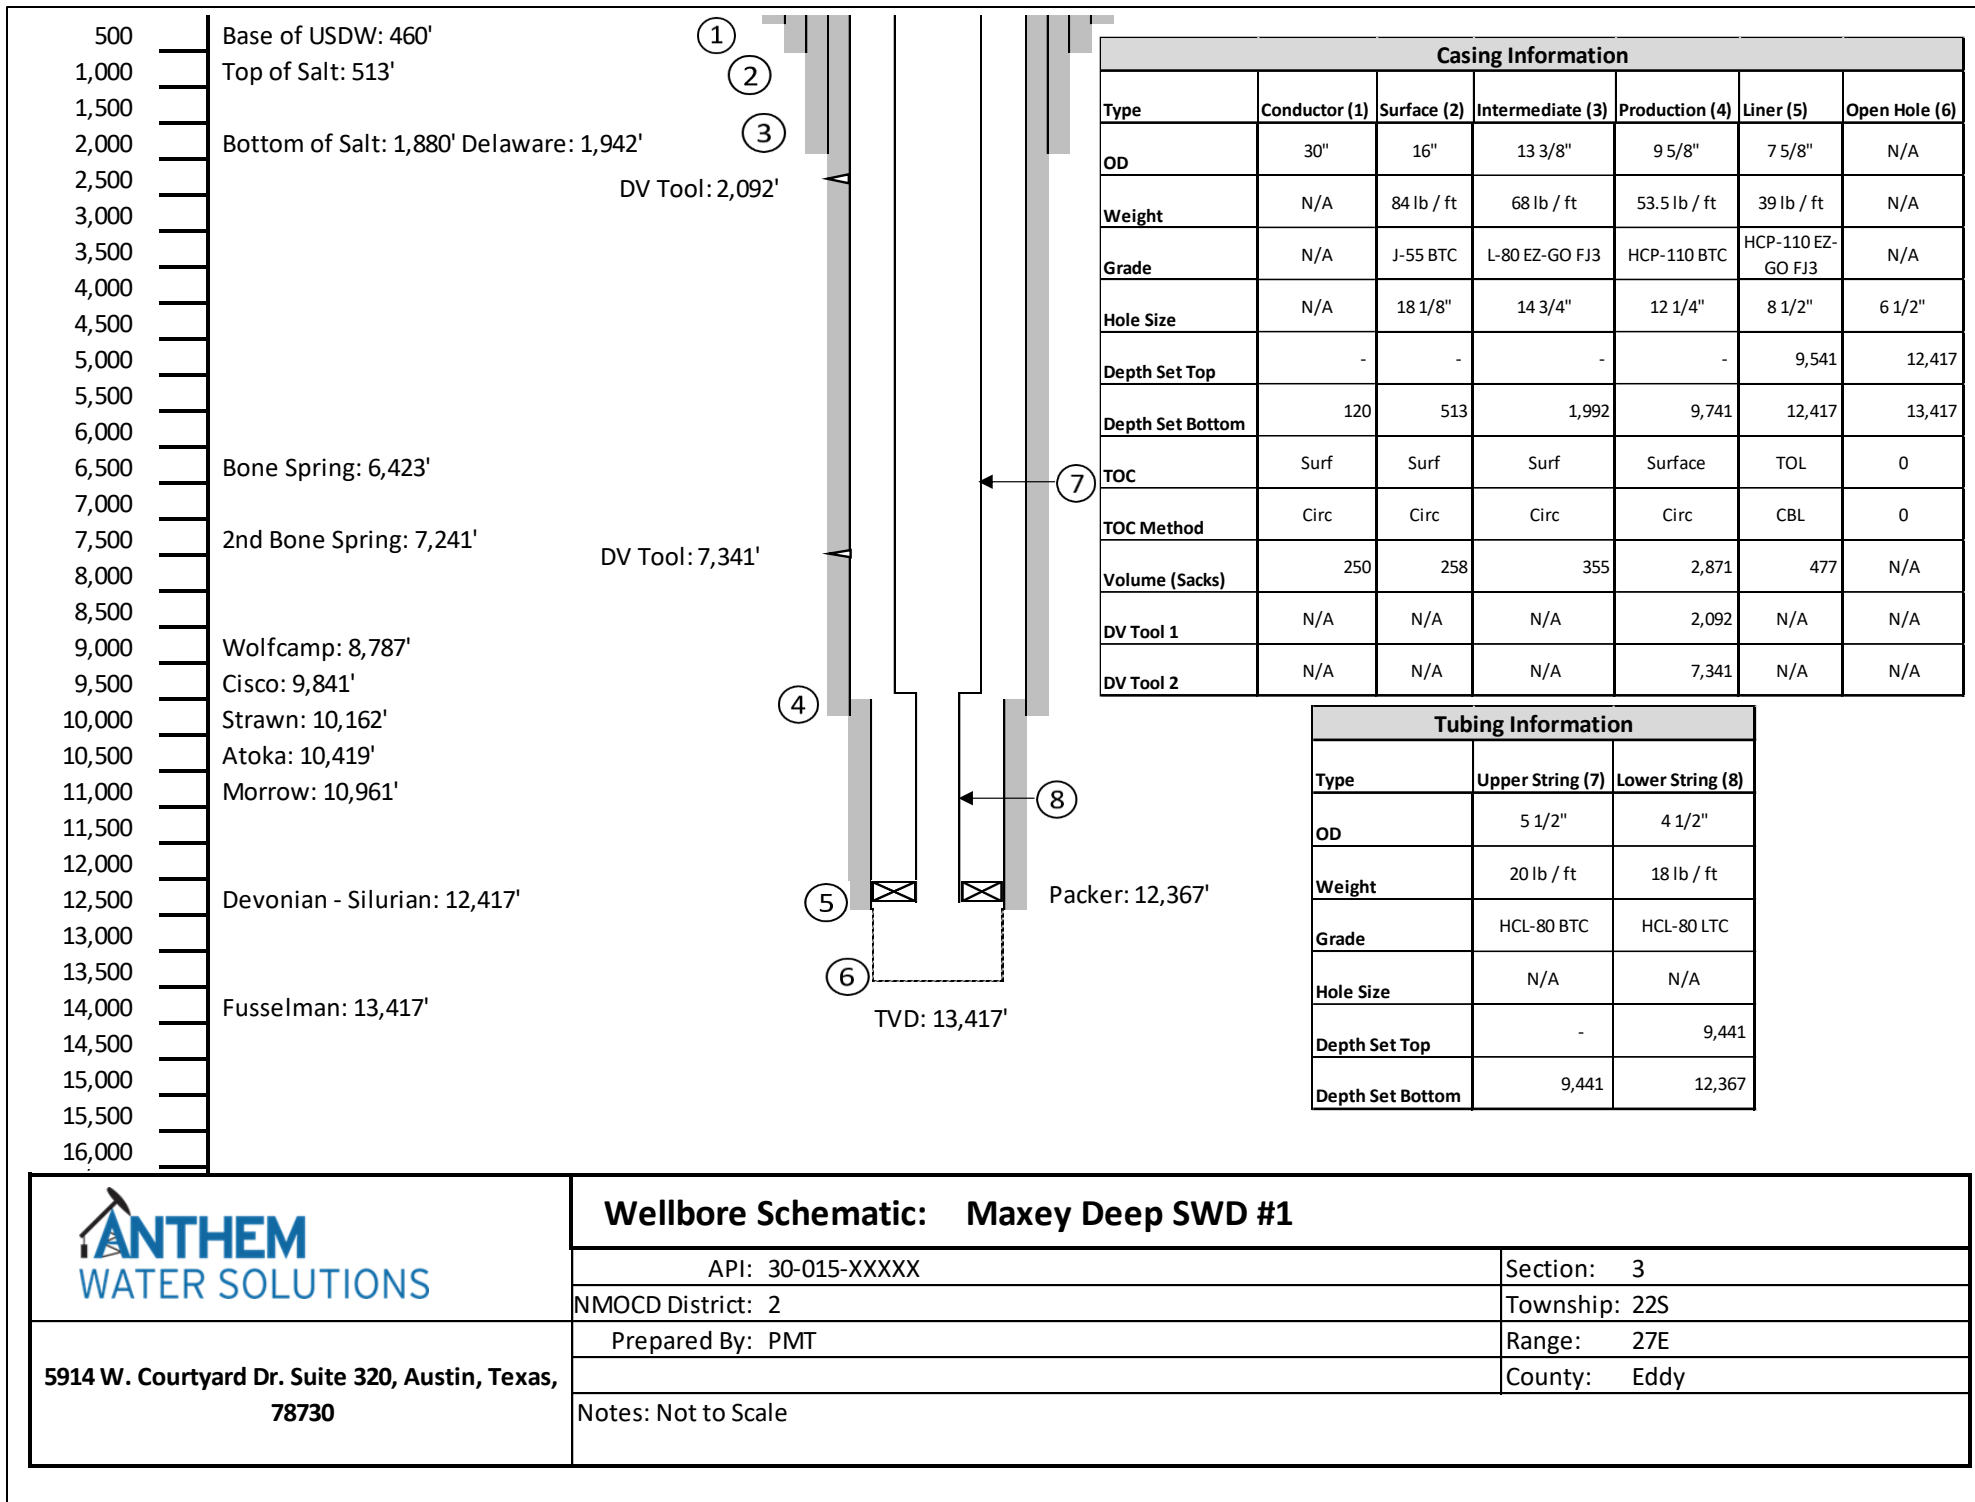 500 Base of USDW: 460'
1,000 Top of Salt: 513'
1,500
2,000 Bottom of Salt: 1,880' Delaware: 1,942'
2,500
3,000
3,500
4,000
4,500
5,000
5,500
6,000
6,500 Bone Spring: 6,423'
7,000
7,500 2nd Bone Spring: 7,241'
8,000
8,500
9,000 Wolfcamp: 8,787'
9,500 Cisco: 9,841'
10,000 Strawn: 10,162'
10,500 Atoka: 10,419'
11,000 Morrow: 10,961'
11,500
12,000
12,500 Devonian - Silurian: 12,417'
13,000
13,500
14,000 Fusselman: 13,417'
14,500
15,000
15,500
16,000
1
2
3
DV Tool: 2,092'
7
DV Tool: 7,341'
4
8
5
Packer: 12,367'
6
TVD: 13,417'
Casing Information
Type Conductor (1) Surface (2) Intermediate (3) Production (4) Liner (5) Open Hole (6)
OD 30" 16" 13 3/8" 9 5/8" 7 5/8" N/A
Weight N/A 84 lb / ft 68 lb / ft 53.5 lb / ft 39 lb / ft N/A
Grade N/A J-55 BTC L-80 EZ-GO FJ3 HCP-110 BTC HCP-110 EZ-GO FJ3 N/A
Hole Size N/A 18 1/8" 14 3/4" 12 1/4" 8 1/2" 6 1/2"
Depth Set Top - - - - 9,541 12,417
Depth Set Bottom 120 513 1,992 9,741 12,417 13,417
TOC Surf Surf Surf Surface TOL 0
TOC Method Circ Circ Circ Circ CBL 0
Volume (Sacks) 250 258 355 2,871 477 N/A
DV Tool 1 N/A N/A N/A 2,092 N/A N/A
DV Tool 2 N/A N/A N/A 7,341 N/A N/A
Tubing Information
Type Upper String (7) Lower String (8)
OD 5 1/2" 4 1/2"
Weight 20 lb / ft 18 lb / ft
Grade HCL-80 BTC HCL-80 LTC
Hole Size N/A N/A
Depth Set Top - 9,441
Depth Set Bottom 9,441 12,367
ANTHEM
WATER SOLUTIONS
5914 W. Courtyard Dr. Suite 320, Austin, Texas,
78730
Wellbore Schematic: Maxey Deep SWD #1
API: 30-015-XXXXX Section: 3
NMOCD District: 2 Township: 22S
Prepared By: PMT Range: 27E
County: Eddy
Notes: Not to Scale